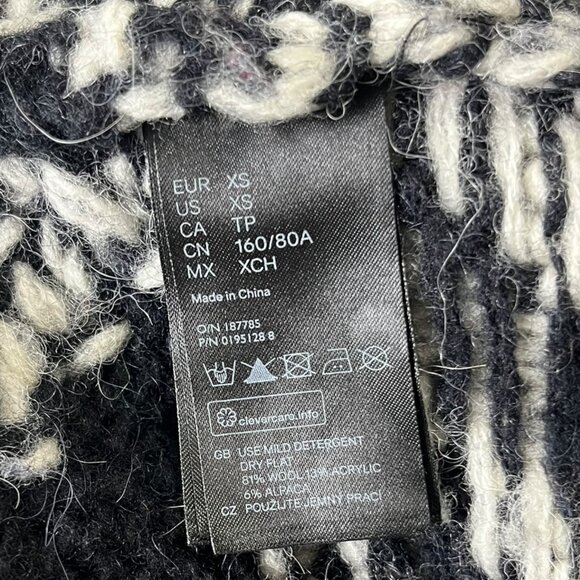 EUR XS
US XS
CA TP
CN 160/80A
MX XCH
Made in China
O/N 187785
P/N 0195128 8
clevercare.info
GB USE MILD DETERGENT
DRY FLAT
81% WOOL 13% ACRYLIC
6% ALPACA
CZ POUŽIJTE JEMNÝ PRACÍ